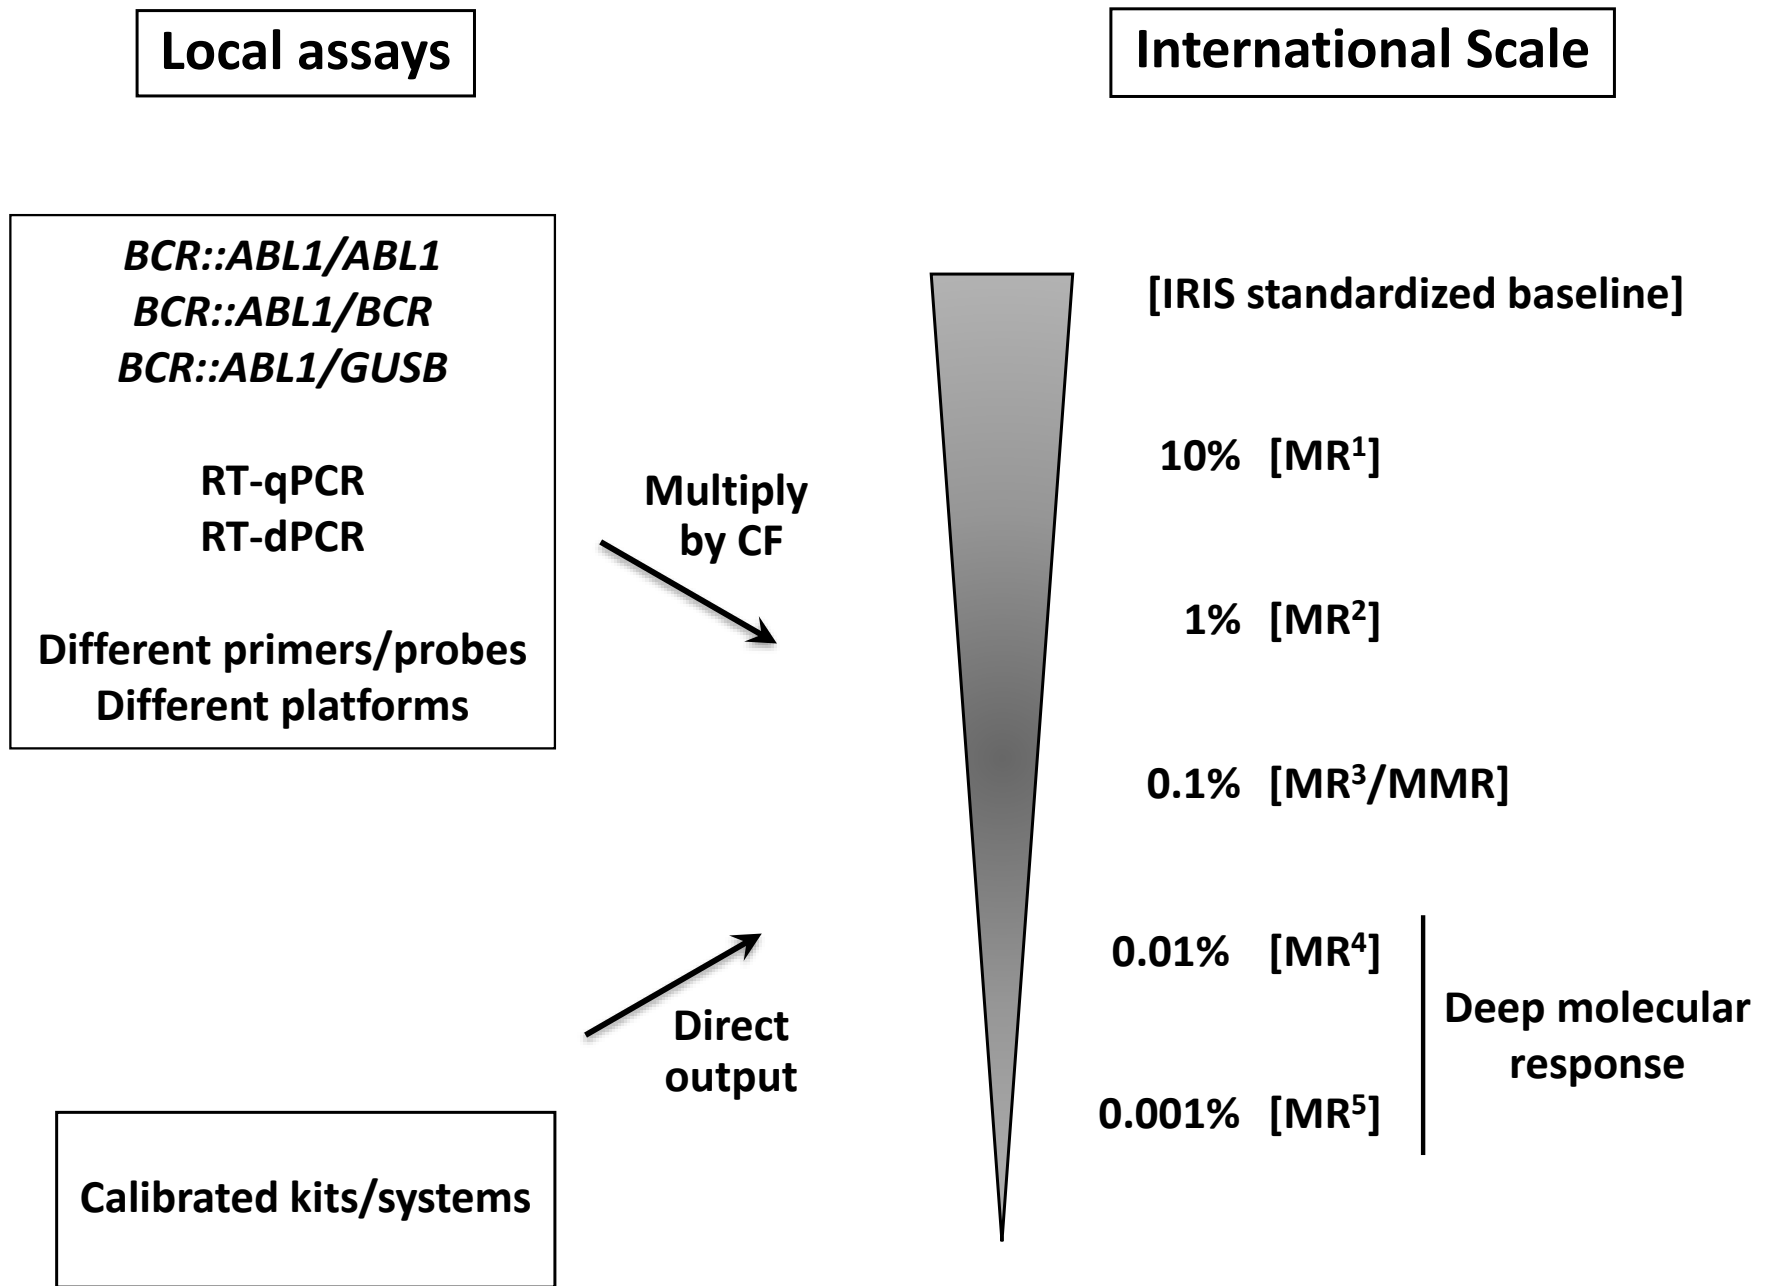 Local assays
International Scale
BCR::ABL1/ABL1
BCR::ABL1/BCR
BCR::ABL1/GUSB
RT-qPCR
RT-dPCR
Different primers/probes
Different platforms
Multiply
by CF
Direct
output
Calibrated kits/systems
[IRIS standardized baseline]
10% [MR¹]
1% [MR²]
0.1% [MR³/MMR]
0.01% [MR⁴]
0.001% [MR⁵]
Deep molecular
response